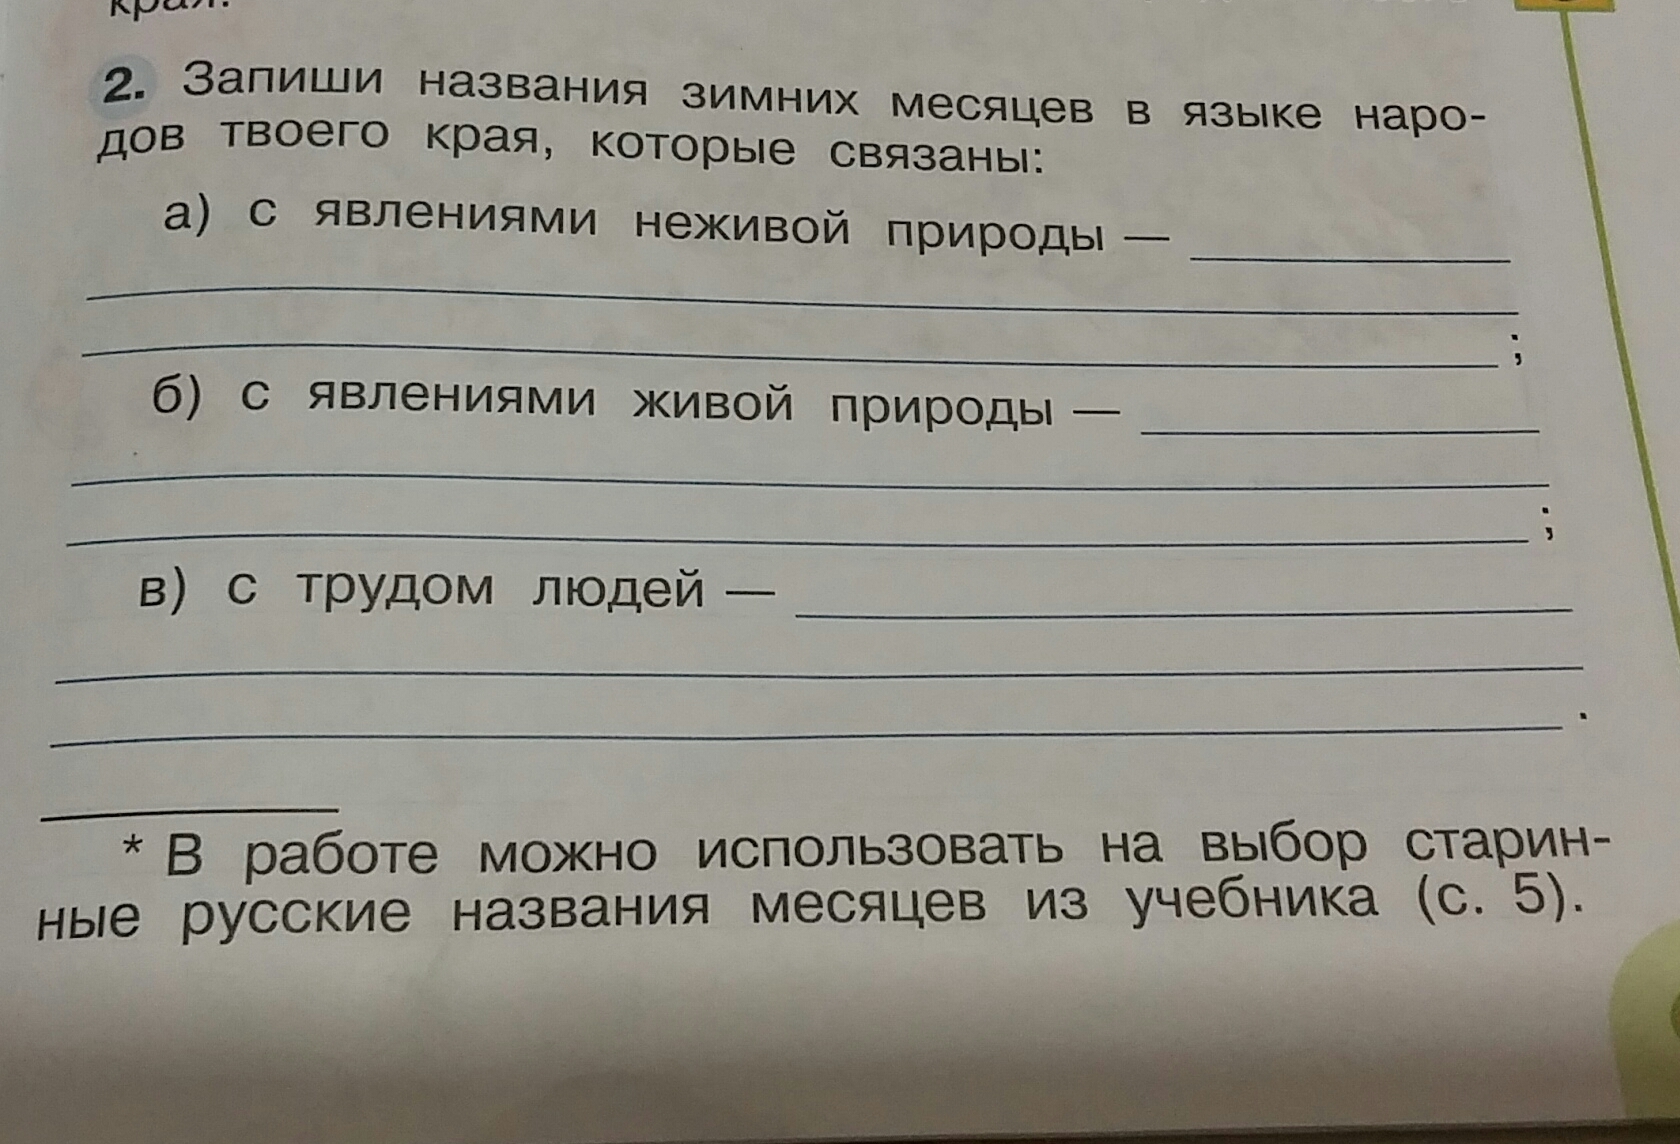 края.
2. Запиши названия зимних месяцев в языке наро-
дов твоего края, которые связаны:
а) с явлениями неживой природы —
;
б) с явлениями живой природы —
;
в) с трудом людей —
.
* В работе можно использовать на выбор старин-
ные русские названия месяцев из учебника (с. 5).